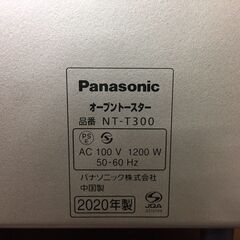 Panasonic
オーブントースター
品番 NT-T300
PS
E
AC 100 V 1200 W
50-60 Hz
パナソニック株式会社
中国製
2020年製
JQA